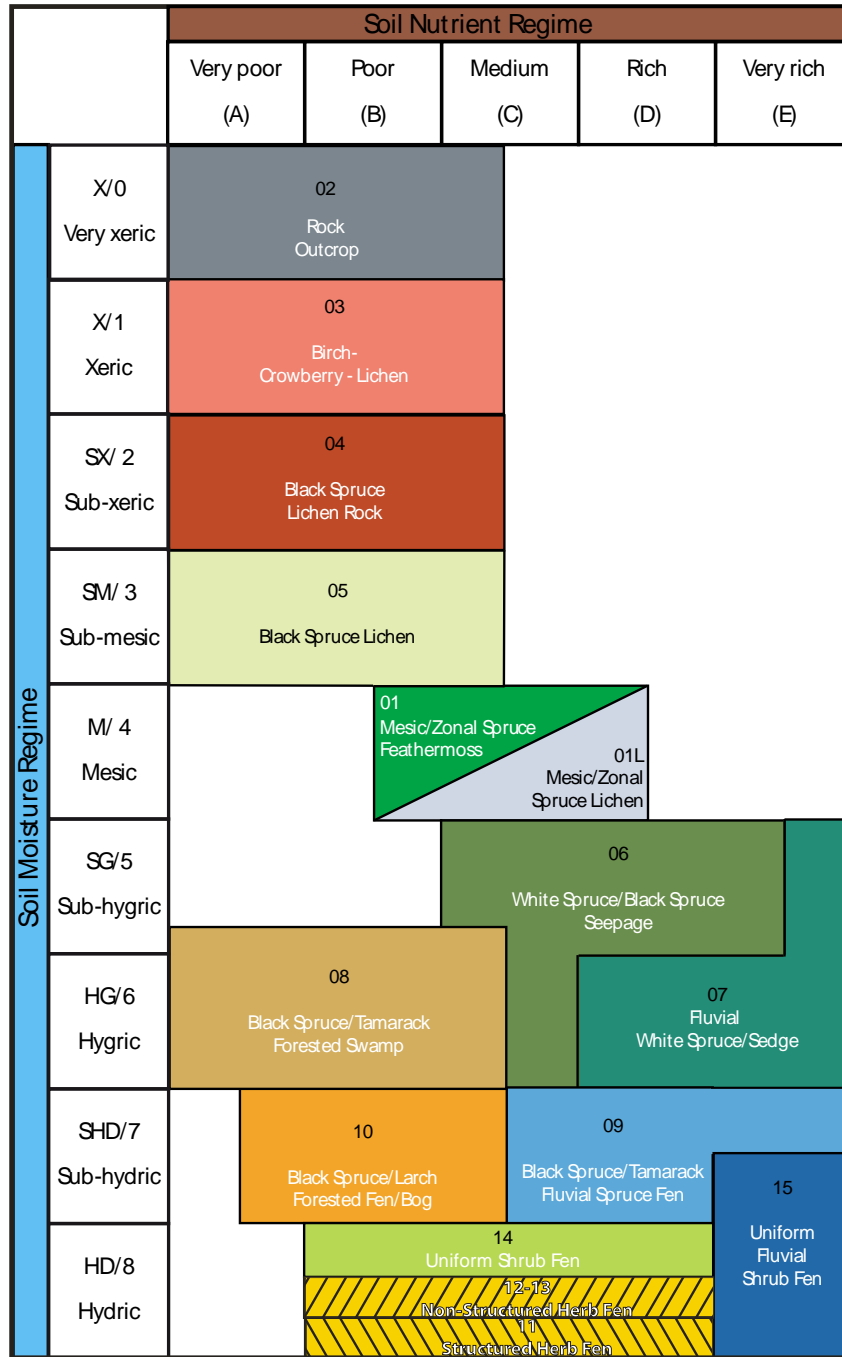 Soil Nutrient Regime
Very poor
(A)
Poor
(B)
Medium
(C)
Rich
(D)
Very rich
(E)
Soil Moisture Regime
X/0
Very xeric
02
Rock
Outcrop
X/1
Xeric
03
Birch-
Crowberry - Lichen
SX/ 2
Sub-xeric
04
Black Spruce
Lichen Rock
SM/ 3
Sub-mesic
05
Black Spruce Lichen
M/ 4
Mesic
01
Mesic/Zonal Spruce
Feathermoss
01L
Mesic/Zonal
Spruce Lichen
SG/5
Sub-hygric
06
White Spruce/Black Spruce
Seepage
HG/6
Hygric
08
Black Spruce/Tamarack
Forested Swamp
07
Fluvial
White Spruce/Sedge
SHD/7
Sub-hydric
10
Black Spruce/Larch
Forested Fen/Bog
09
Black Spruce/Tamarack
Fluvial Spruce Fen
15
Uniform
Fluvial
Shrub Fen
HD/8
Hydric
14
Uniform Shrub Fen
12-13
Non-Structured Herb Fen
11
Structured Herb Fen